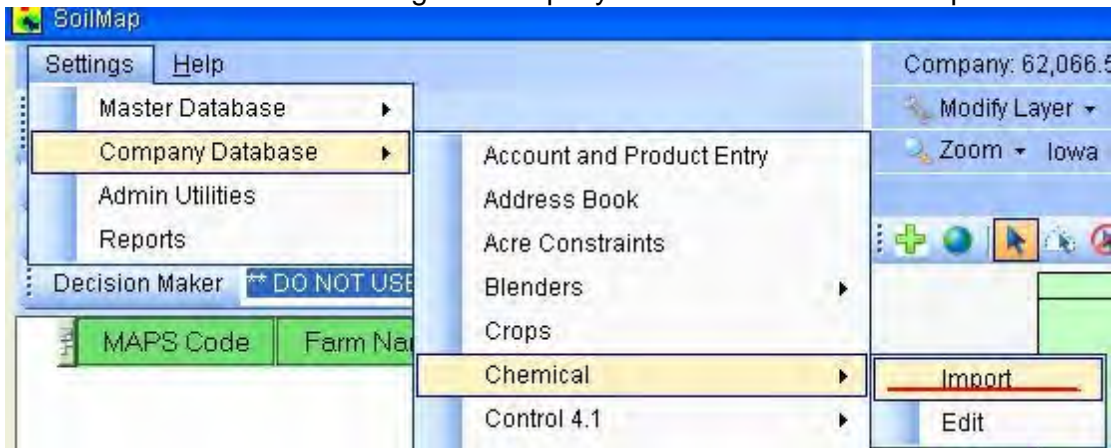 SoilMap
Settings Help
Company: 62,066.5
Master Database
Modify Layer
Company Database
Account and Product Entry
Zoom Iowa
Admin Utilities
Address Book
Reports
Acre Constraints
Decision Maker ** DO NOT USE
Blenders
MAPS Code Farm Na
Crops
Chemical
Import
Control 4.1
Edit